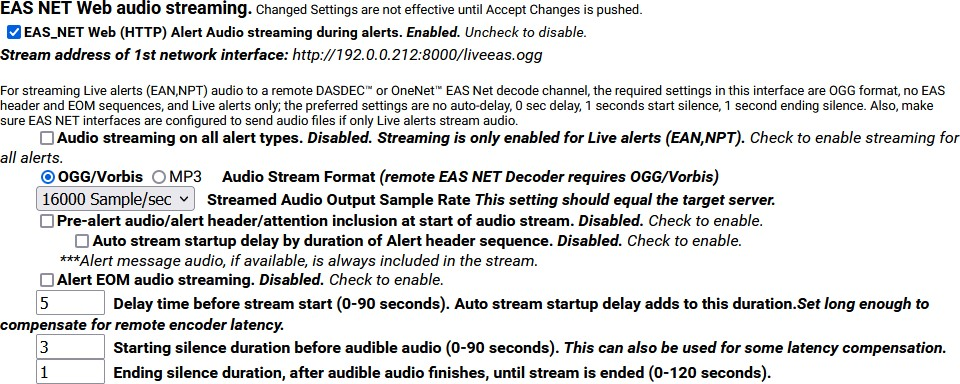 EAS NET Web audio streaming. Changed Settings are not effective until Accept Changes is pushed.
EAS_NET Web (HTTP) Alert Audio streaming during alerts. Enabled. Uncheck to disable.
Stream address of 1st network interface: http://192.0.0.212:8000/liveeas.ogg
For streaming Live alerts (EAN,NPT) audio to a remote DASDEC™ or OneNet™ EAS Net decode channel, the required settings in this interface are OGG format, no EAS
header and EOM sequences, and Live alerts only; the preferred settings are no auto-delay, 0 sec delay, 1 seconds start silence, 1 second ending silence. Also, make
sure EAS NET interfaces are configured to send audio files if only Live alerts stream audio.
Audio streaming on all alert types. Disabled. Streaming is only enabled for Live alerts (EAN,NPT). Check to enable streaming for
all alerts.
OGG/Vorbis MP3 Audio Stream Format (remote EAS NET Decoder requires OGG/Vorbis)
16000 Sample/sec Streamed Audio Output Sample Rate This setting should equal the target server.
Pre-alert audio/alert header/attention inclusion at start of audio stream. Disabled. Check to enable.
Auto stream startup delay by duration of Alert header sequence. Disabled. Check to enable.
***Alert message audio, if available, is always included in the stream.
Alert EOM audio streaming. Disabled. Check to enable.
5 Delay time before stream start (0-90 seconds). Auto stream startup delay adds to this duration.Set long enough to
compensate for remote encoder latency.
3 Starting silence duration before audible audio (0-90 seconds). This can also be used for some latency compensation.
1 Ending silence duration, after audible audio finishes, until stream is ended (0-120 seconds).